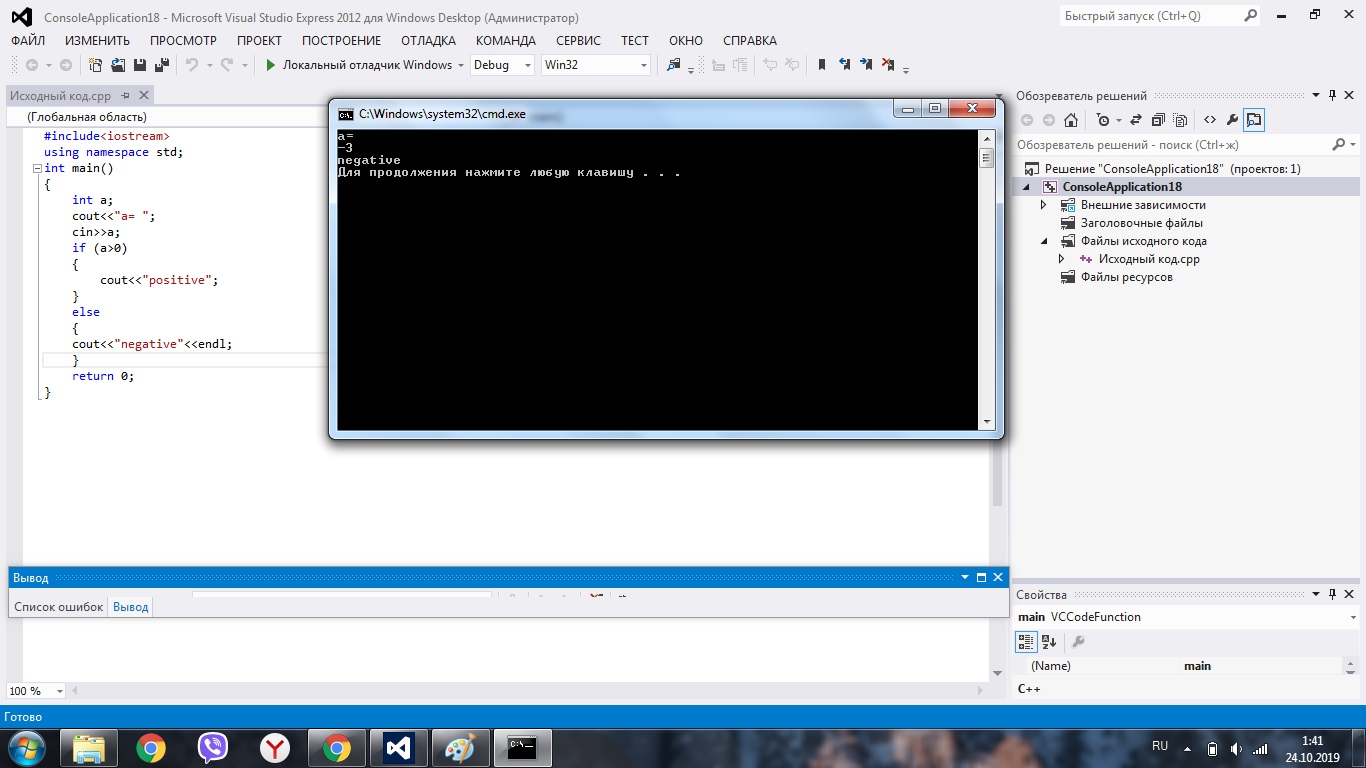 ConsoleApplication18 - Microsoft Visual Studio Express 2012 для Windows Desktop (Администратор)
Быстрый запуск (Ctrl+Q)
ФАЙЛ ИЗМЕНИТЬ ПРОСМОТР ПРОЕКТ ПОСТРОЕНИЕ ОТЛАДКА КОМАНДА СЕРВИС ТЕСТ ОКНО СПРАВКА
Локальный отладчик Windows Debug Win32
Исходный код.cpp
(Глобальная область)
#include<iostream>
using namespace std;
int main()
{
int a;
cout<<"a= ";
cin>>a;
if (a>0)
{
cout<<"positive";
}
else
{
cout<<"negative"<<endl;
}
return 0;
}
C:\Windows\system32\cmd.exe
a=
-3
negative
Для продолжения нажмите любую клавишу . . .
Обозреватель решений
Обозреватель решений - поиск (Ctrl+ж)
Решение "ConsoleApplication18" (проектов: 1)
ConsoleApplication18
Внешние зависимости
Заголовочные файлы
Файлы исходного кода
Исходный код.cpp
Файлы ресурсов
Вывод
Список ошибок Вывод
Свойства
main VCCodeFunction
(Name) main
C++
100 %
Готово
RU
1:41
24.10.2019